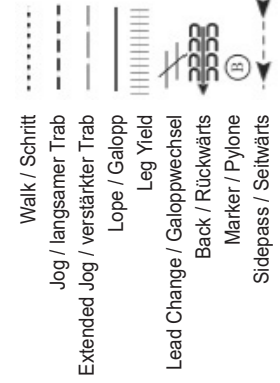 Walk / Schritt
Jog / langsamer Trab
Extended Jog / verstärkter Trab
Lope / Galopp
Leg Yield
Lead Change / Galoppwechsel
Back / Rückwärts
Marker / Pylone
B
Sidepass / Seitwärts